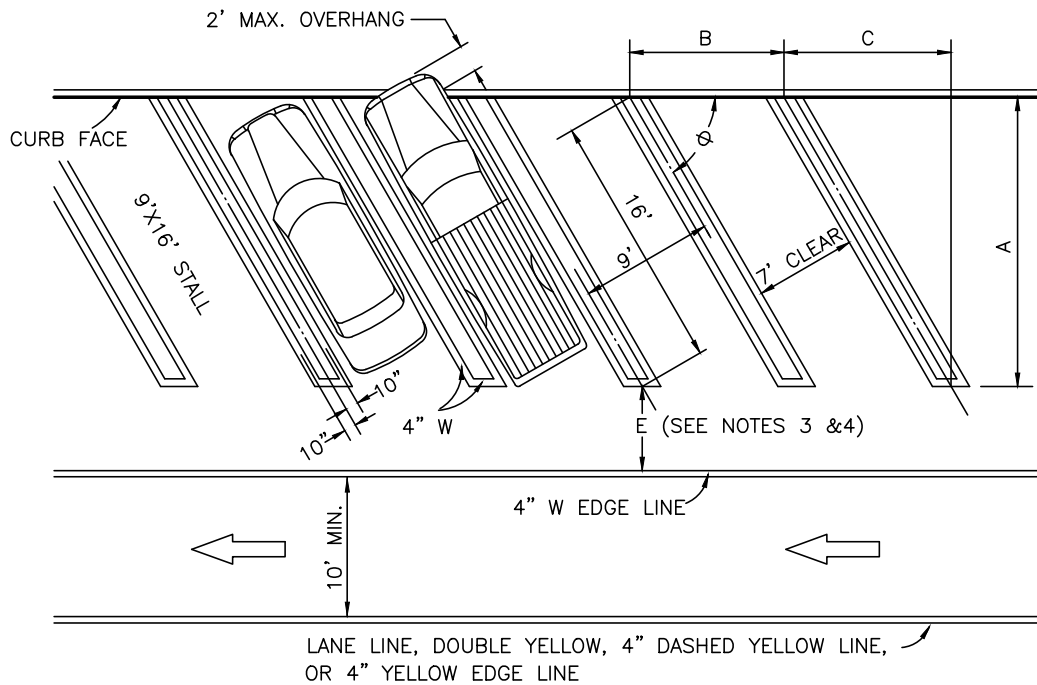 2’ MAX. OVERHANG
B
C
CURB FACE
Φ
9’X16’ STALL
16’
9’
7’ CLEAR
A
10”
10”
4” W
E (SEE NOTES 3 &4)
4” W EDGE LINE
10’ MIN.
LANE LINE, DOUBLE YELLOW, 4” DASHED YELLOW LINE,
OR 4” YELLOW EDGE LINE